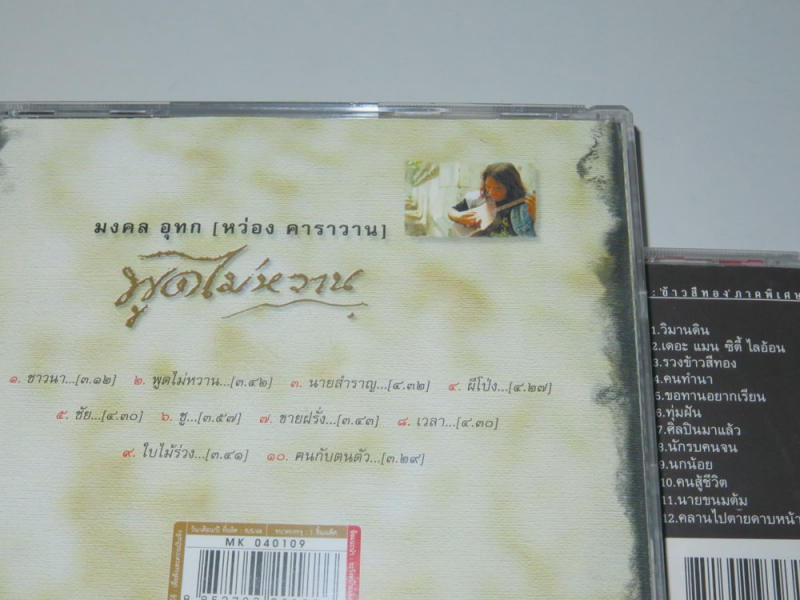 มงคล อุทก [หว่อง คาราวาน]
พูดไม่หวาน
๑. ชาวนา...[๓.๑๒] ๒. พูดไม่หวาน...[๓.๔๒] ๓. นายสำราญ...[๔.๓๒] ๔. ผีโป่ง...[๔.๒๗]
๕. ชัย...[๔.๓๐] ๖. ชู...[๓.๕๗] ๗. ชายฝรั่ง...[๓.๔๓] ๘. เวลา...[๔.๓๐]
๙. ใบไม้ร่วง...[๓.๔๑] ๑๐. คนกับตนตัว...[๓.๒๙]
MK 040109
ข้าวสีทอง ภาคพิเศษ
1.วิมานดิน
2.เดอะ แมน ซิตี้ ไลอ้อน
3.รวงข้าวสีทอง
4.คนทำนา
5.ขอทานอยากเรียน
6.ทุ่มฝัน
7.ศิลปินมาแล้ว
8.นักรบคนจน
9.นกน้อย
10.คนสู้ชีวิต
11.นายขนมต้ม
12.คลานไปตายดาบหน้า